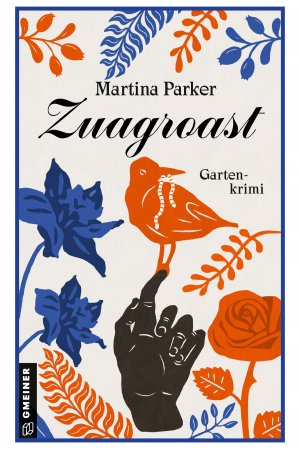 Martina Parker
Zuagroast
Garten-
krimi
GMEINER